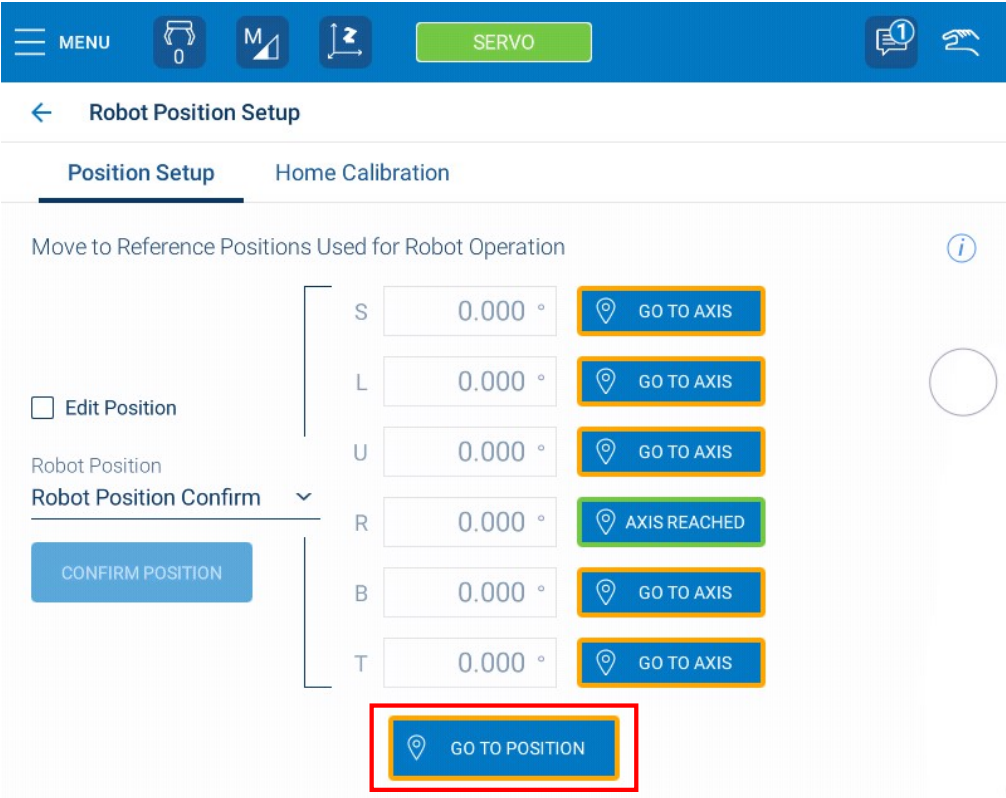 MENU 0 M Z SERVO 1
Robot Position Setup
Position Setup Home Calibration
Move to Reference Positions Used for Robot Operation i
S 0.000 ° GO TO AXIS
L 0.000 ° GO TO AXIS
Edit Position
U 0.000 ° GO TO AXIS
Robot Position
Robot Position Confirm
R 0.000 ° AXIS REACHED
CONFIRM POSITION
B 0.000 ° GO TO AXIS
T 0.000 ° GO TO AXIS
GO TO POSITION